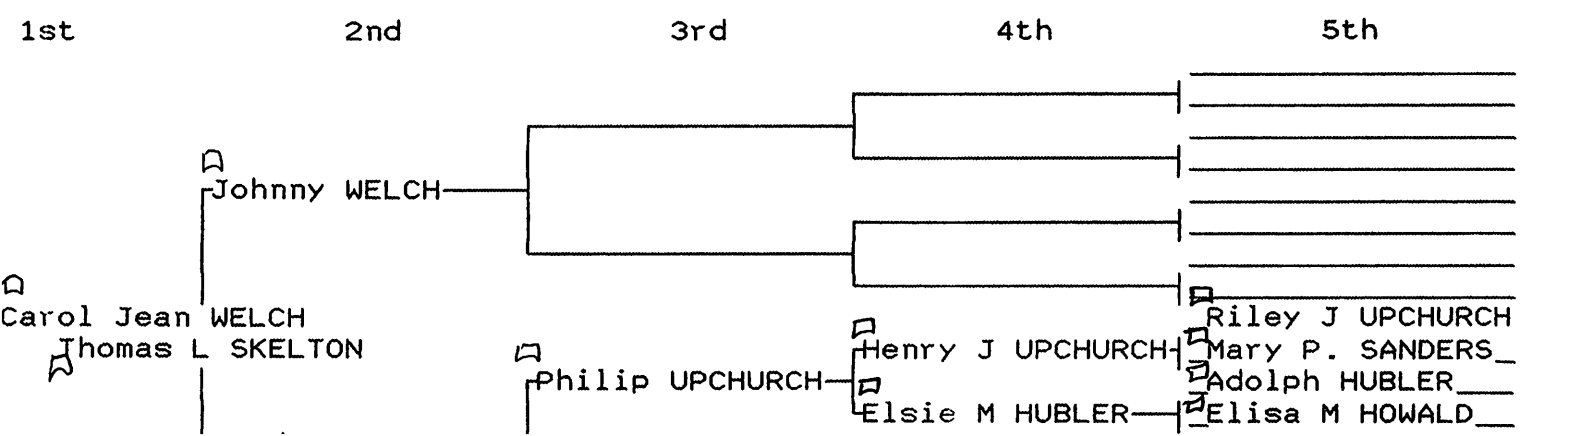 1st 2nd 3rd 4th 5th
Johnny WELCH
Carol Jean WELCH
Riley J UPCHURCH
Thomas L SKELTON
Henry J UPCHURCH
Mary P. SANDERS_
Philip UPCHURCH
Adolph HUBLER
Elsie M HUBLER
Elisa M HOWALD